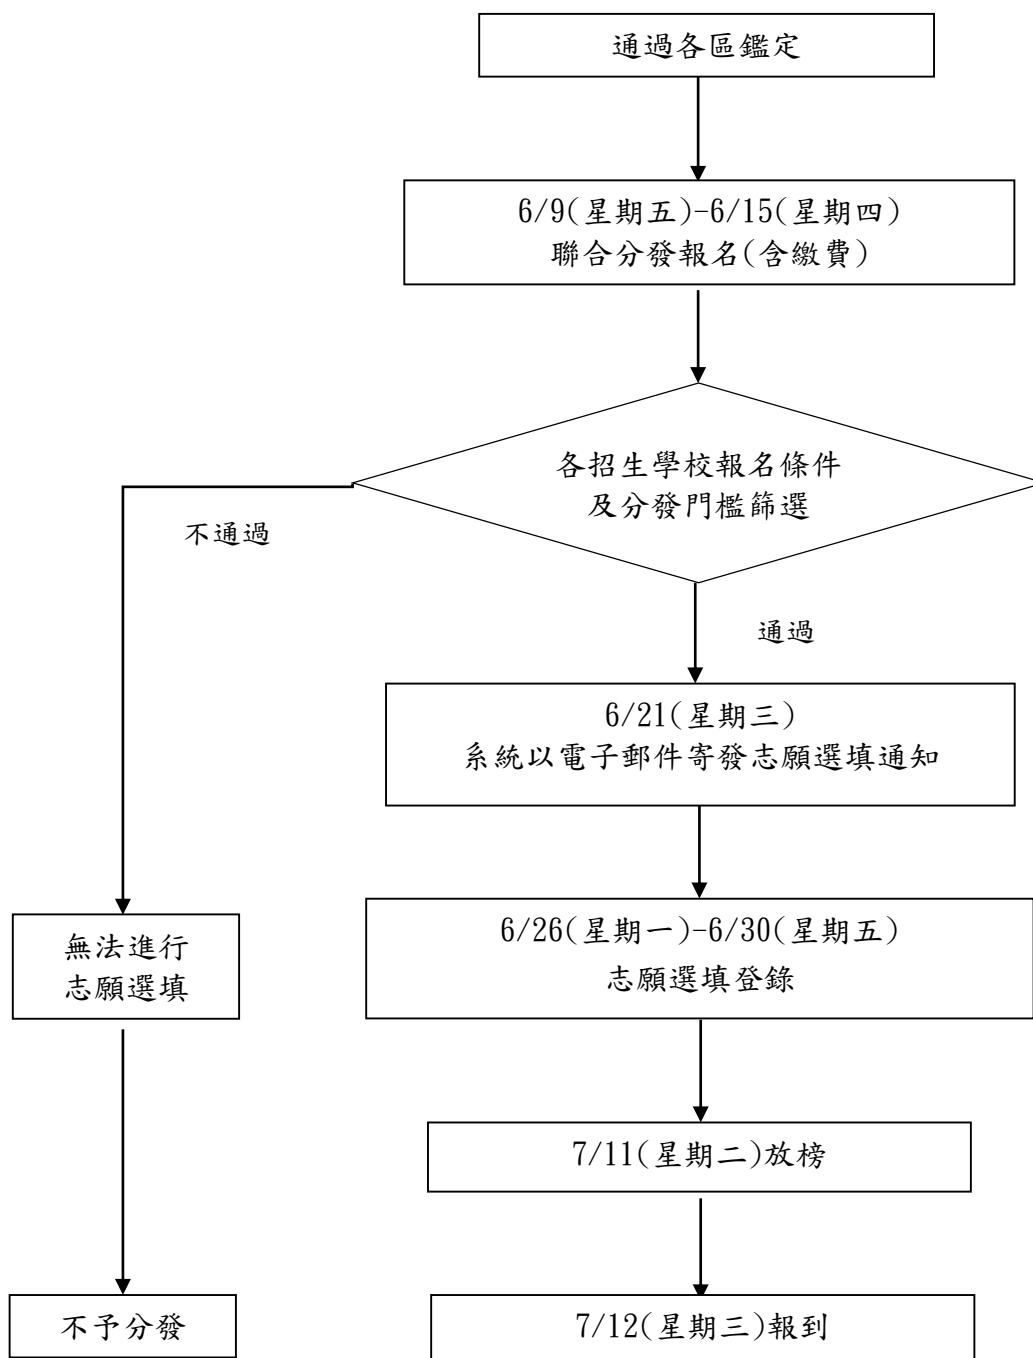 通過各區鑑定
6/9(星期五)-6/15(星期四)
聯合分發報名(含繳費)
各招生學校報名條件
及分發門檻篩選
不通過
通過
6/21(星期三)
系統以電子郵件寄發志願選填通知
6/26(星期一)-6/30(星期五)
志願選填登錄
無法進行
志願選填
7/11(星期二)放榜
不予分發
7/12(星期三)報到